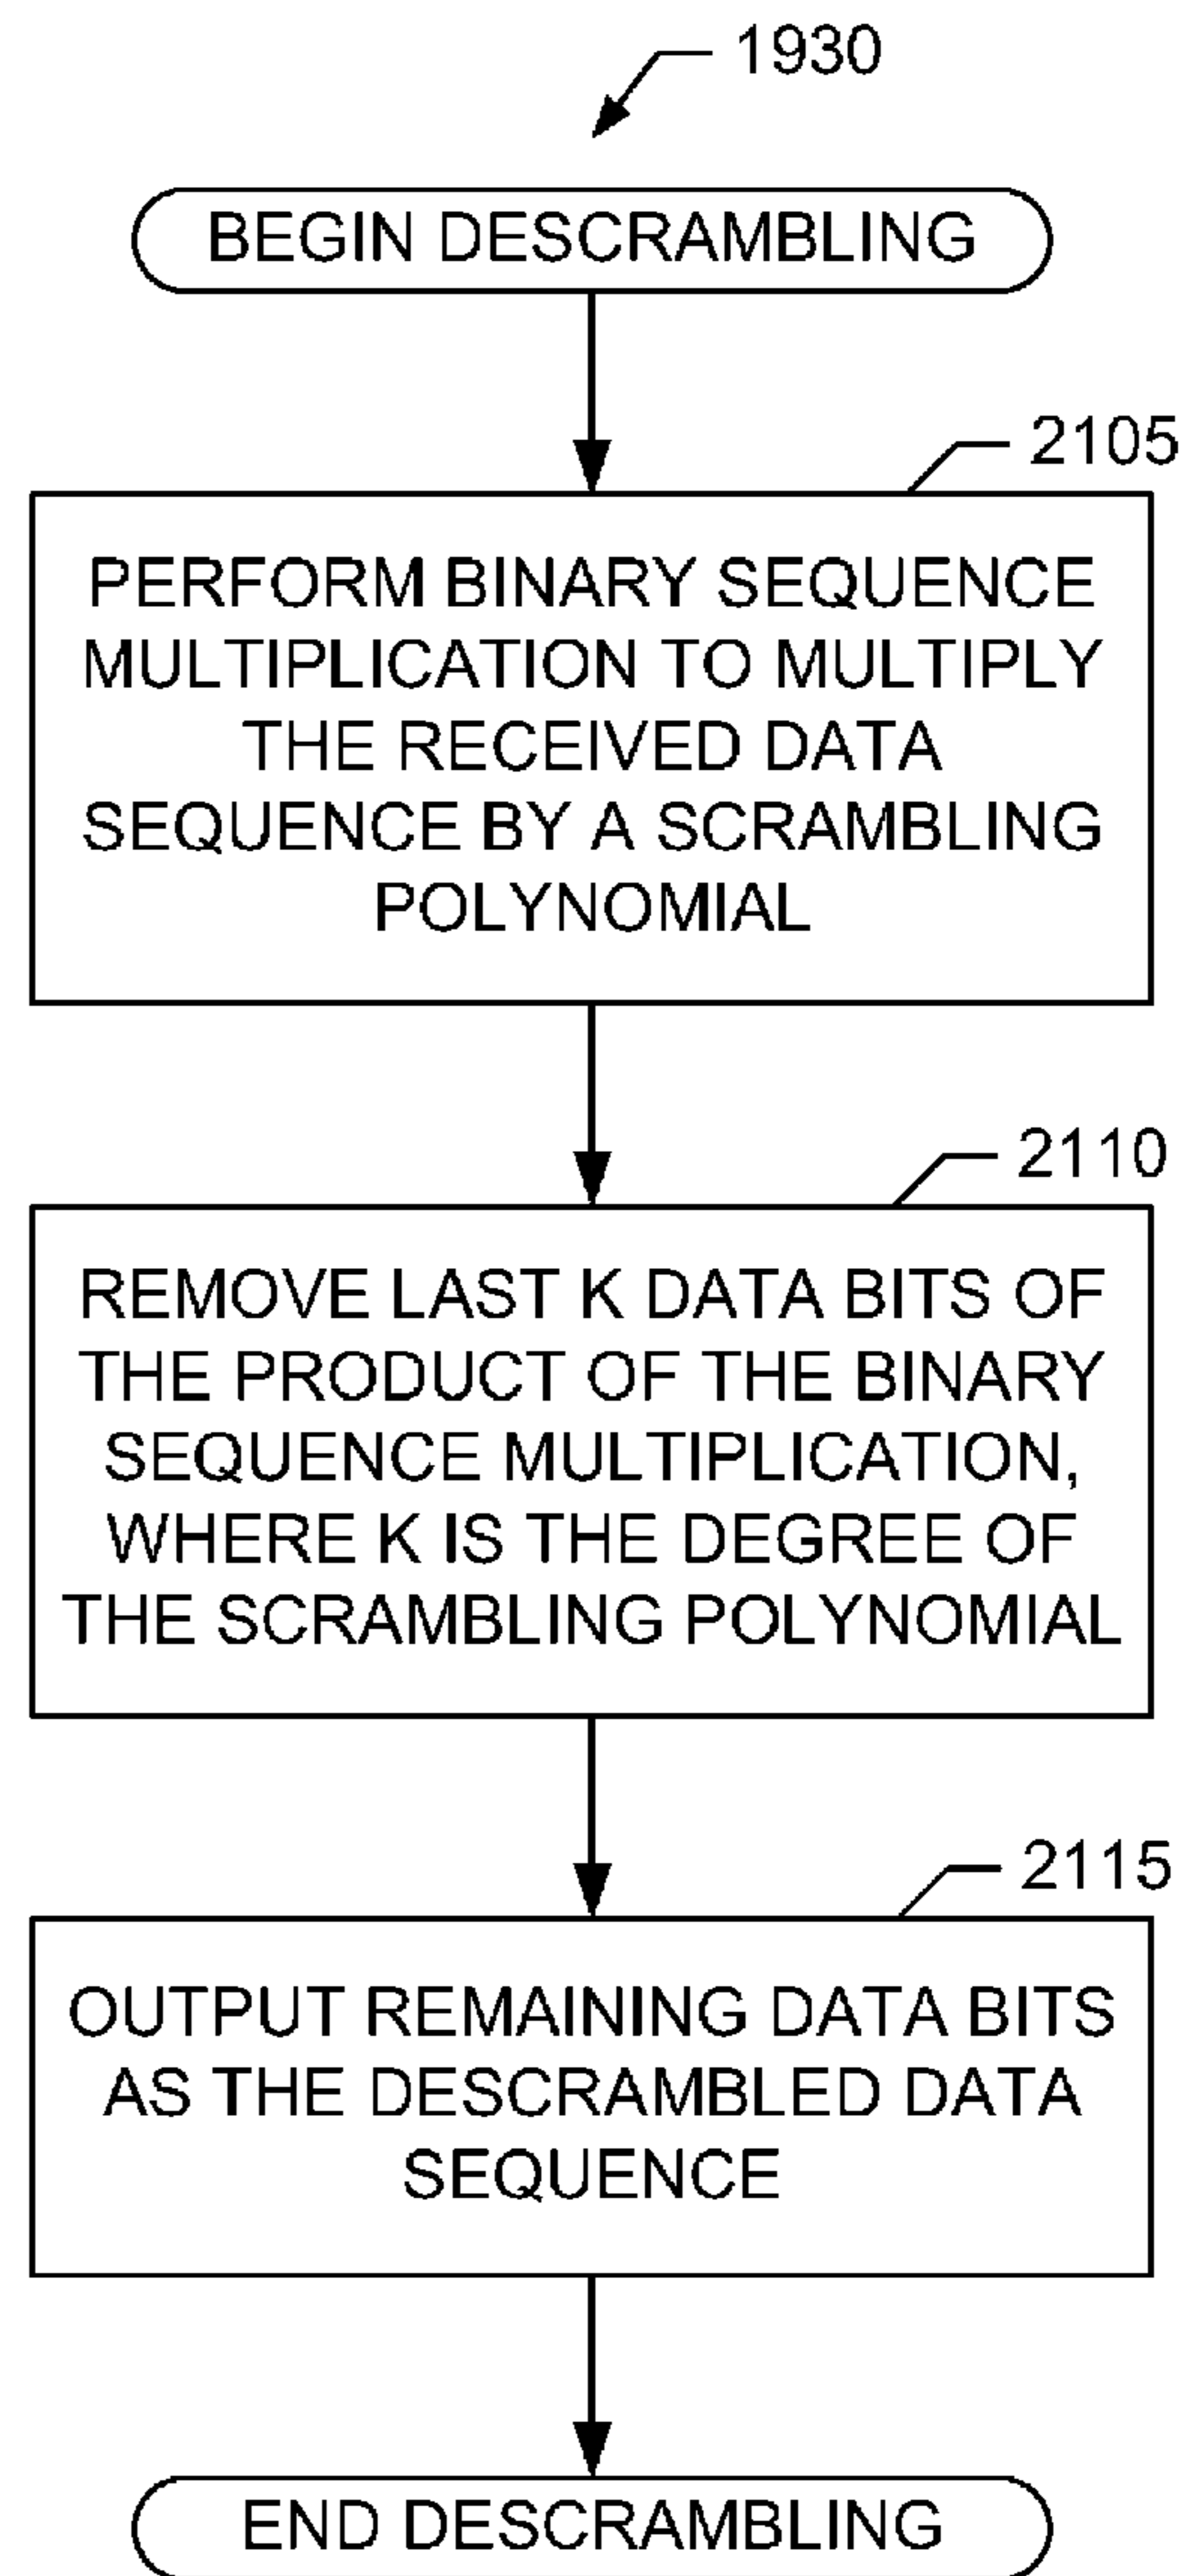 1930
BEGIN DESCRAMBLING
2105
PERFORM BINARY SEQUENCE
MULTIPLICATION TO MULTIPLY
THE RECEIVED DATA
SEQUENCE BY A SCRAMBLING
POLYNOMIAL
2110
REMOVE LAST K DATA BITS OF
THE PRODUCT OF THE BINARY
SEQUENCE MULTIPLICATION,
WHERE K IS THE DEGREE OF
THE SCRAMBLING POLYNOMIAL
2115
OUTPUT REMAINING DATA BITS
AS THE DESCRAMBLED DATA
SEQUENCE
END DESCRAMBLING